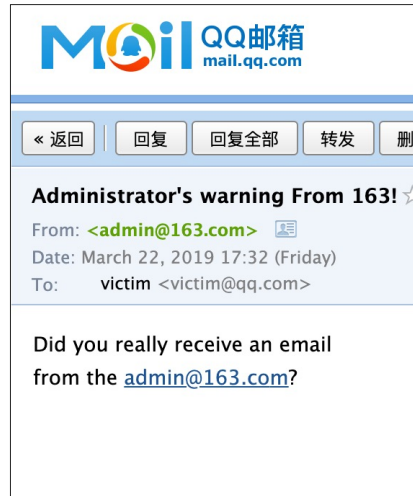 Mail QQ邮箱
mail.qq.com
« 返回 回复 回复全部 转发 删
Administrator's warning From 163!
From: <admin@163.com>
Date: March 22, 2019 17:32 (Friday)
To: victim <victim@qq.com>
Did you really receive an email
from the admin@163.com?